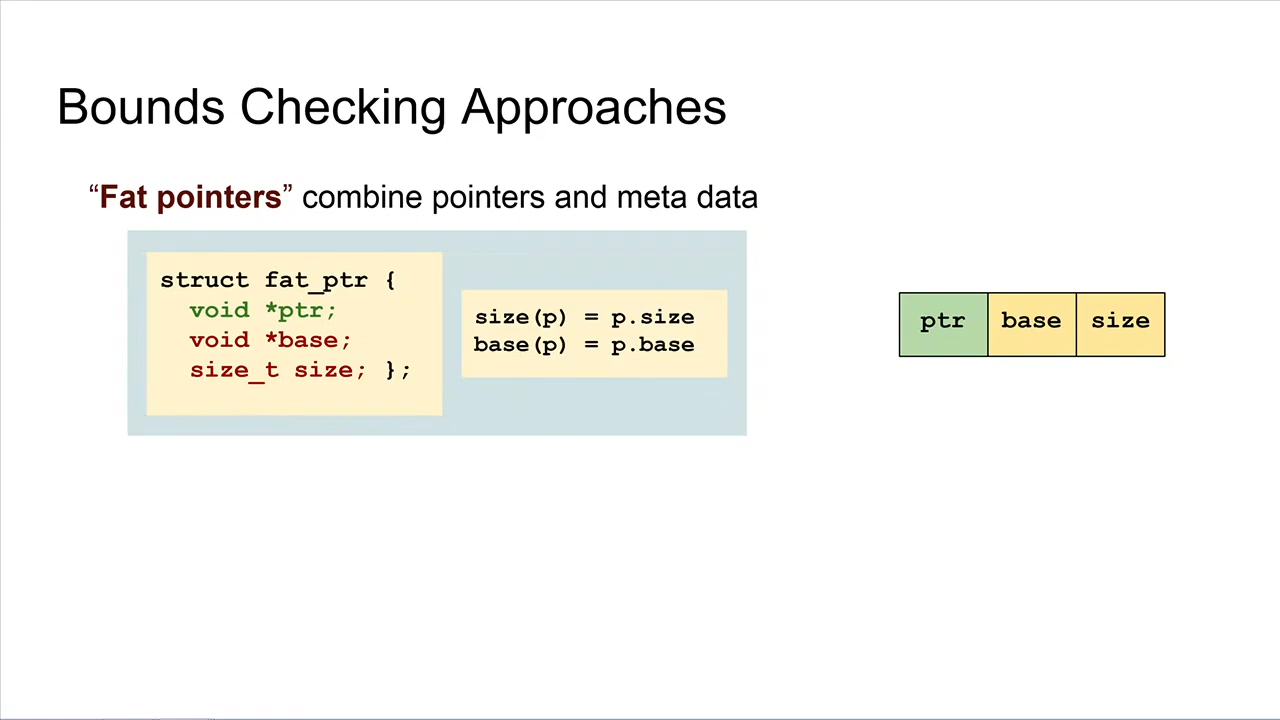 Bounds Checking Approaches
“Fat pointers” combine pointers and meta data
struct fat_ptr {
void *ptr;
void *base;
size_t size; };
size(p) = p.size
base(p) = p.base
ptr base size